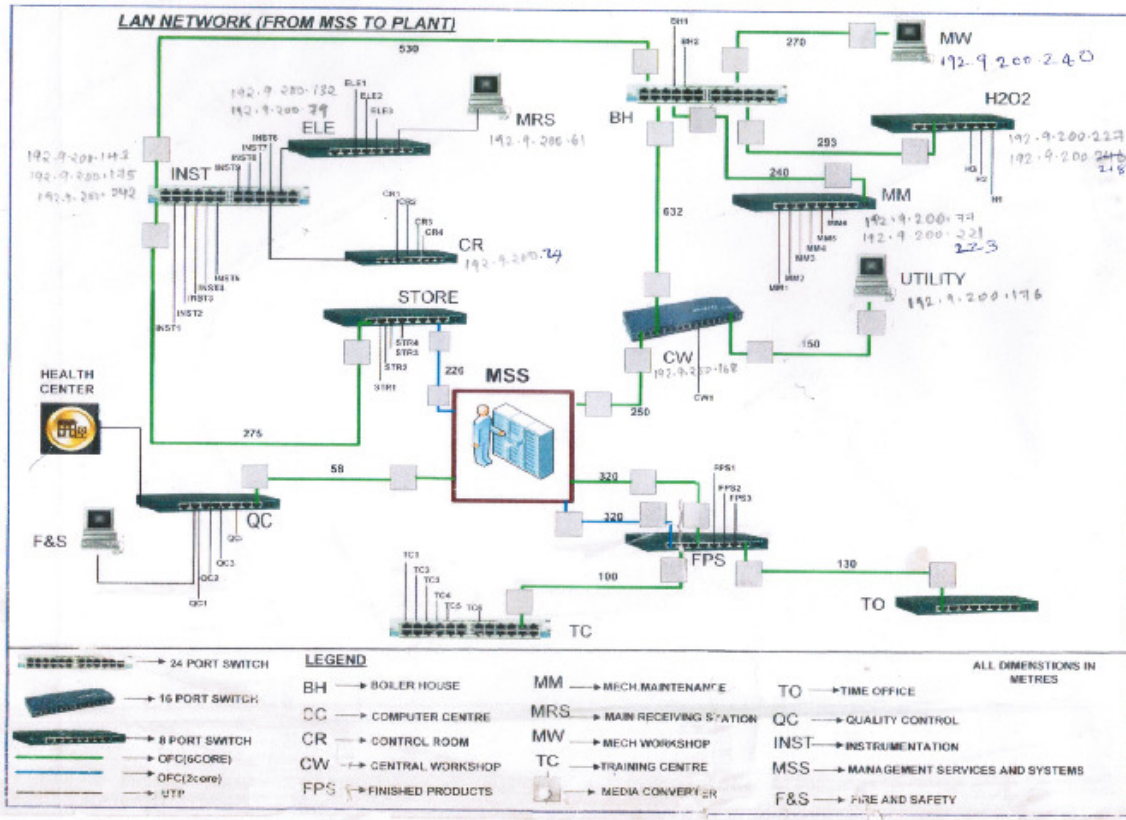 LAN NETWORK (FROM MSS TO PLANT)
530
270
MW
192.9.200.240
BH1
BH2
BH
H2O2
192.9.200.227
218
H3
H2
H1
293
240
MM
192.9.200.77
192.9.200.221
223
MM1
MM2
MM3
MM4
MM5
MM6
192.9.200.132
192.9.200.79
ELE
ELE1
ELE2
ELE3
MRS
192.9.200.61
192.9.200.143
192.9.200.175
192.9.200.242
INST
INST9
INST8
INST7
INST6
INST1
INST2
INST3
INST4
INST5
CR1
CR2
CR3
CR4
CR
192.9.200.34
632
UTILITY
192.9.200.176
150
CW
192.9.200.168
CW1
250
STORE
STR4
STR3
STR2
STR1
226
MSS
HEALTH
CENTER
275
58
320
320
FPS1
FPS2
FPS3
FPS
QC
F&S
QC3
QC2
QC1
TC1
TC2
TC3
TC4
TC5
TC6
TC
100
130
TO
24 PORT SWITCH
16 PORT SWITCH
8 PORT SWITCH
OFC(6CORE)
OFC(2core)
UTP
LEGEND
BH BOILER HOUSE
CC COMPUTER CENTRE
CR CONTROL ROOM
CW CENTRAL WORKSHOP
FPS FINISHED PRODUCTS
MM MECH.MAINTENANCE
MRS MAIN RECEIVING STATION
MW MECH WORKSHOP
TC TRAINING CENTRE
MEDIA CONVERTER
ALL DIMENSTIONS IN
METRES
TO TIME OFFICE
QC QUALITY CONTROL
INST INSTRUMENTATION
MSS MANAGEMENT SERVICES AND SYSTEMS
F&S FIRE AND SAFETY